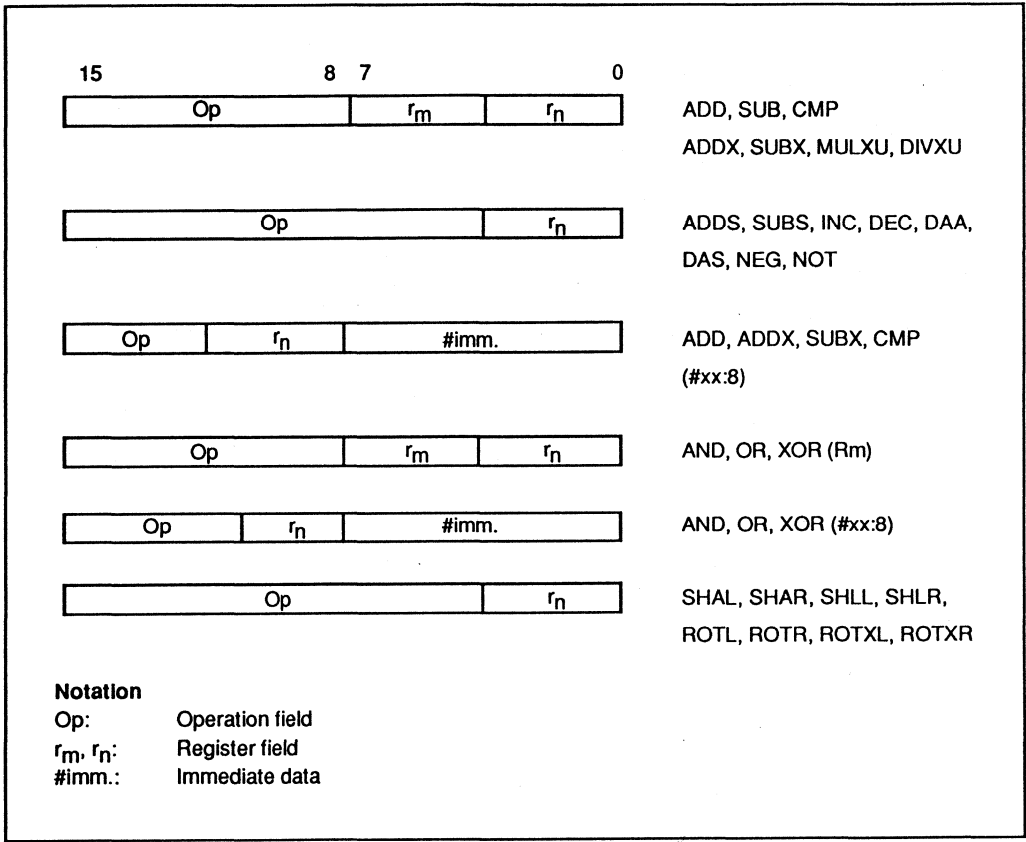 15 8 7 0
Op rm rn ADD, SUB, CMP
ADDX, SUBX, MULXU, DIVXU
Op rn ADDS, SUBS, INC, DEC, DAA,
DAS, NEG, NOT
Op rn #imm. ADD, ADDX, SUBX, CMP
(#xx:8)
Op rm rn AND, OR, XOR (Rm)
Op rn #imm. AND, OR, XOR (#xx:8)
Op rn SHAL, SHAR, SHLL, SHLR,
ROTL, ROTR, ROTXL, ROTXR
Notation
Op: Operation field
rm, rn: Register field
#imm.: Immediate data